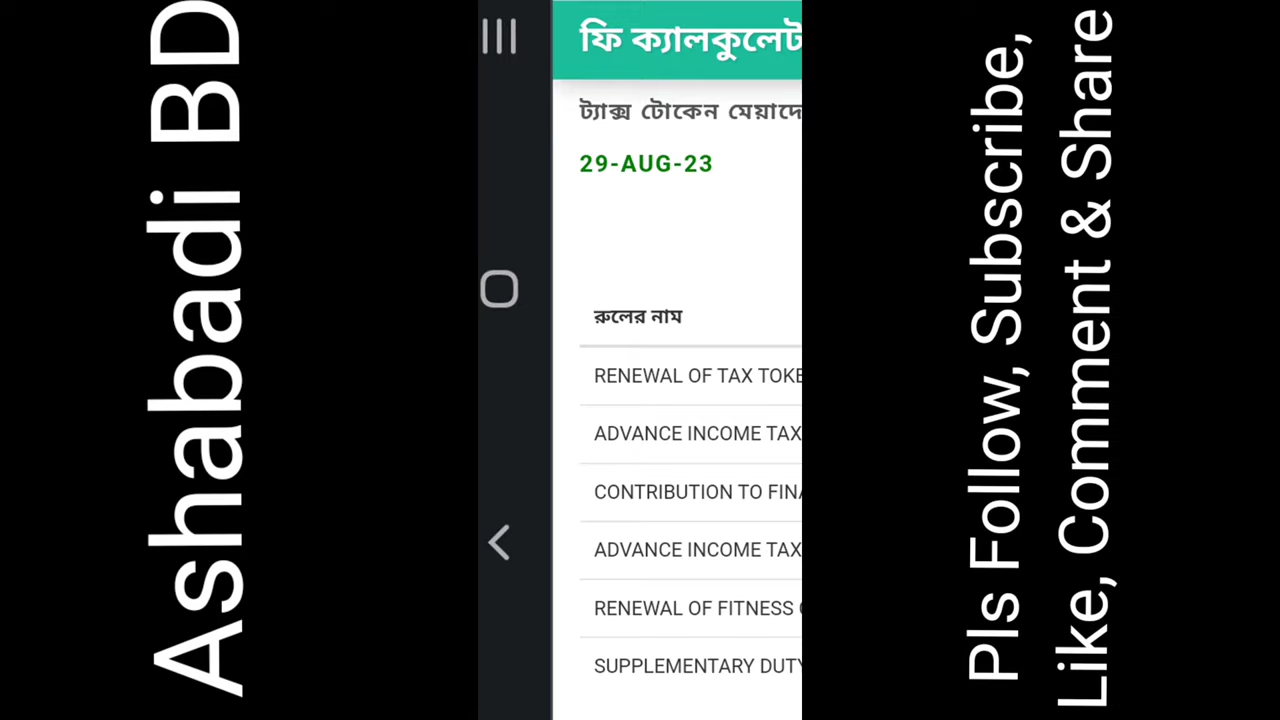 Ashabadi BD
ফি ক্যালকুলেট
ট্যাক্স টোকেন মেয়াদে
29-AUG-23
রুলের নাম
RENEWAL OF TAX TOKE
ADVANCE INCOME TAX
CONTRIBUTION TO FINA
ADVANCE INCOME TAX
RENEWAL OF FITNESS C
SUPPLEMENTARY DUTY
Pls Follow, Subscribe,
Like, Comment & Share